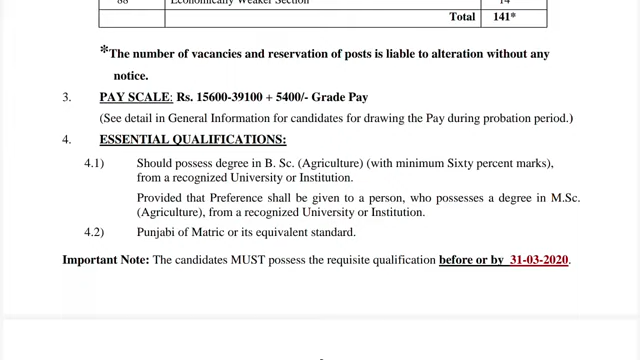 88 Economically Weaker Section 14
Total 141*
*The number of vacancies and reservation of posts is liable to alteration without any
notice.
3. PAY SCALE: Rs. 15600-39100 + 5400/- Grade Pay
(See detail in General Information for candidates for drawing the Pay during probation period.)
4. ESSENTIAL QUALIFICATIONS:
4.1) Should possess degree in B. Sc. (Agriculture) (with minimum Sixty percent marks),
from a recognized University or Institution.
Provided that Preference shall be given to a person, who possesses a degree in M.Sc.
(Agriculture), from a recognized University or Institution.
4.2) Punjabi of Matric or its equivalent standard.
Important Note: The candidates MUST possess the requisite qualification before or by 31-03-2020.